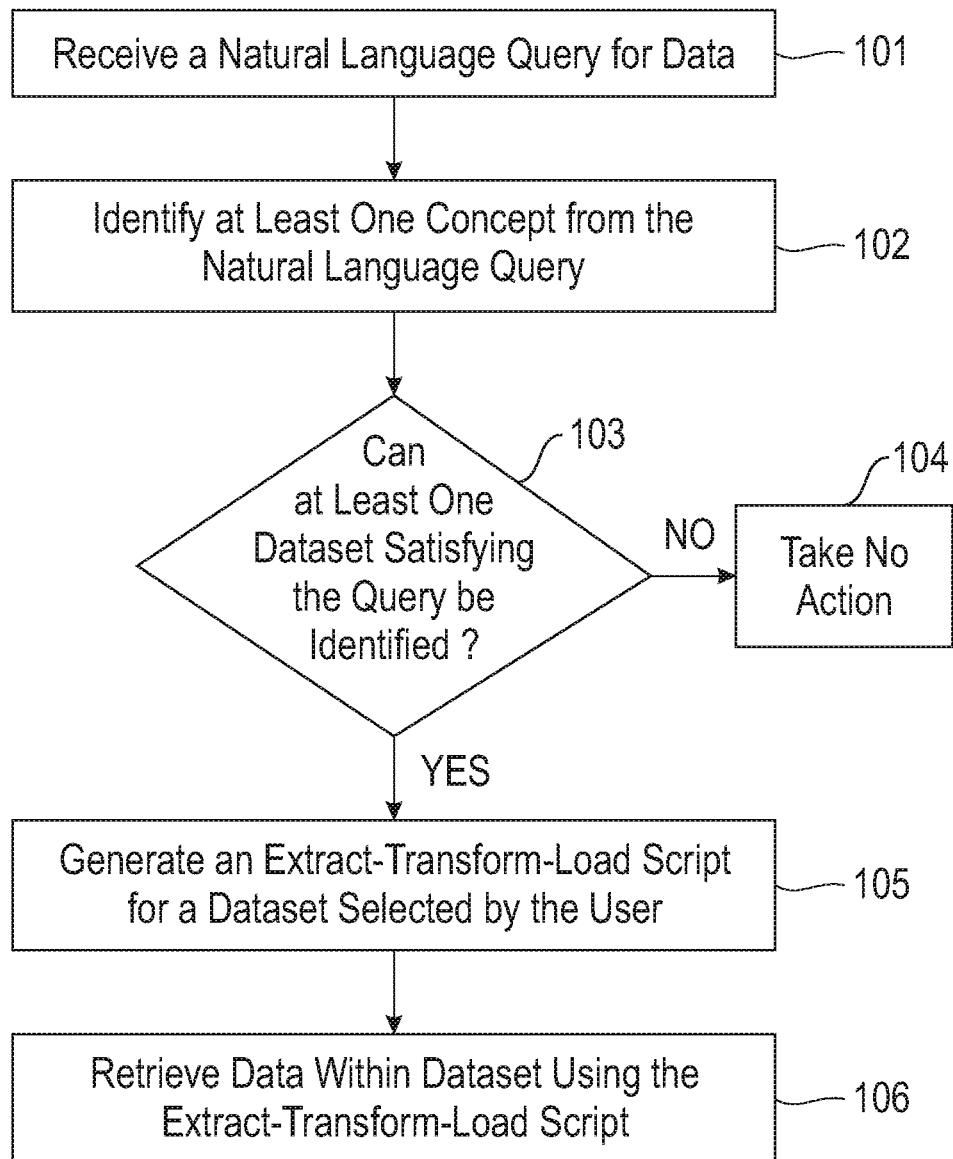 Receive a Natural Language Query for Data
101
Identify at Least One Concept from the
Natural Language Query
102
Can
at Least One
Dataset Satisfying
the Query be
Identified ?
103
NO
104
Take No
Action
YES
Generate an Extract-Transform-Load Script
for a Dataset Selected by the User
105
Retrieve Data Within Dataset Using the
Extract-Transform-Load Script
106